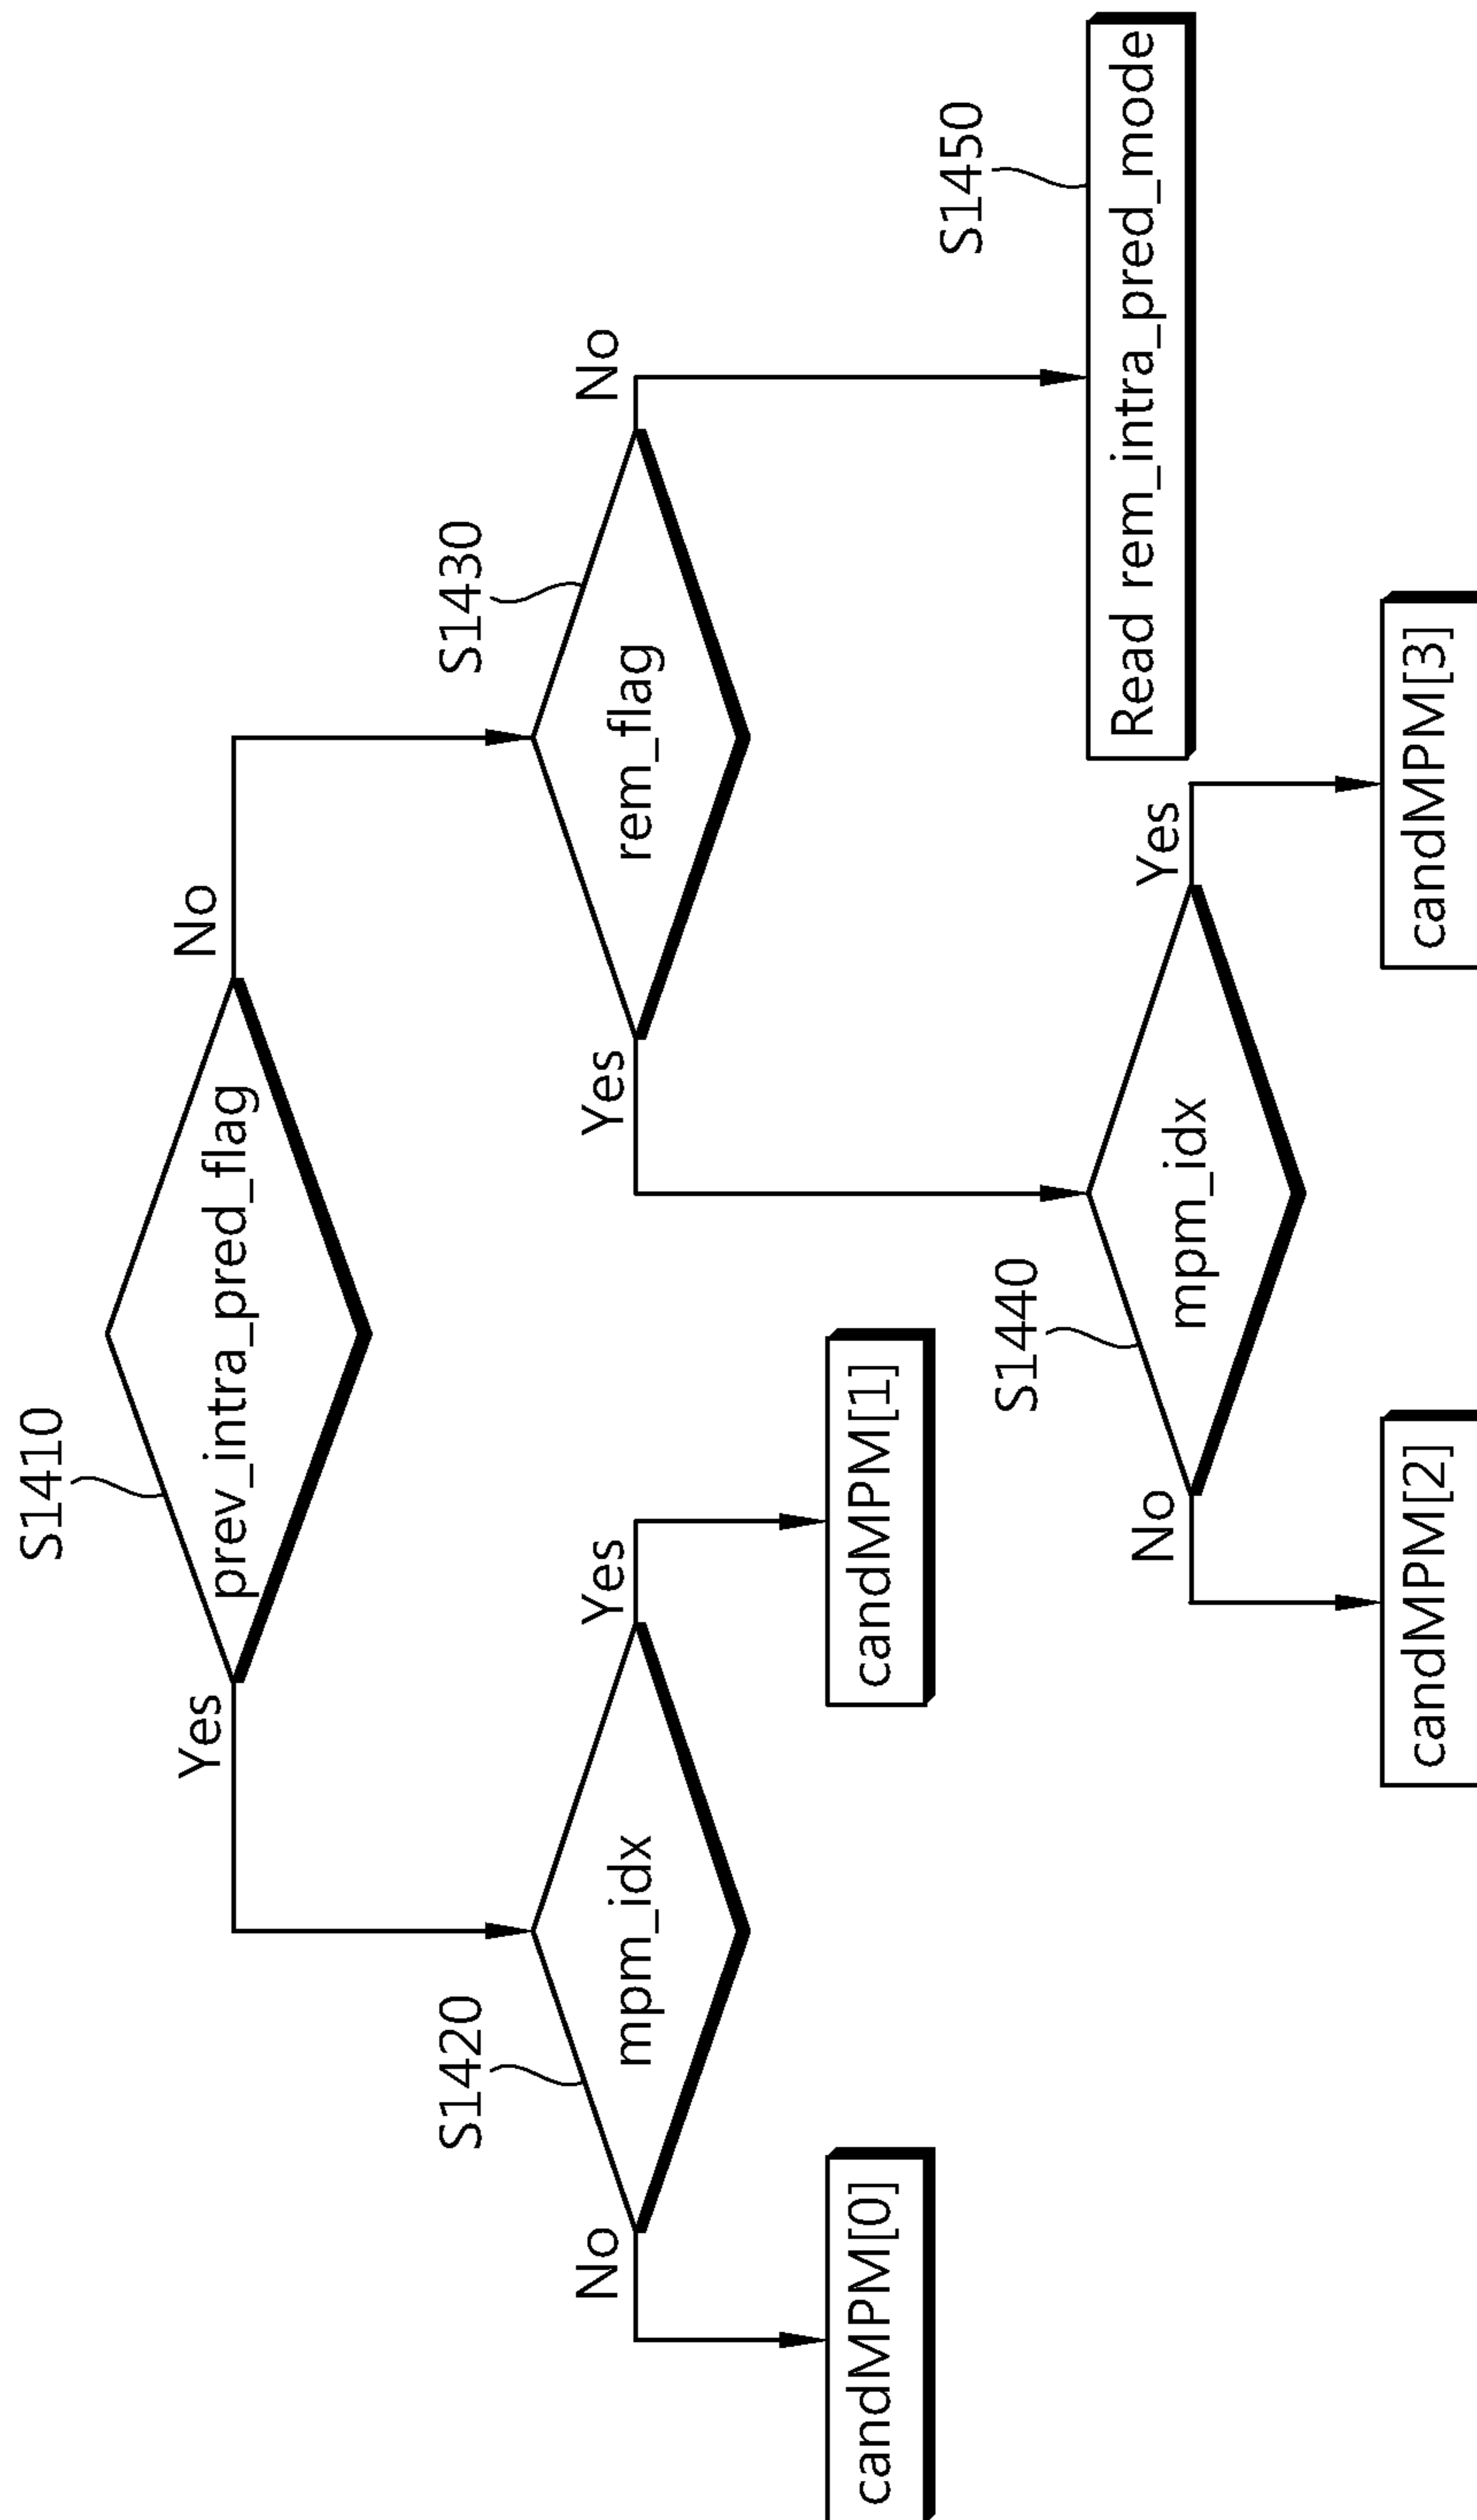 S1410
prev_intra_pred_flag
Yes
No
S1420
mpm_idx
No
Yes
S1430
rem_flag
Yes
No
candMPM[0]
candMPM[1]
S1440
mpm_idx
No
Yes
S1450
Read rem_intra_pred_mode
candMPM[2]
candMPM[3]